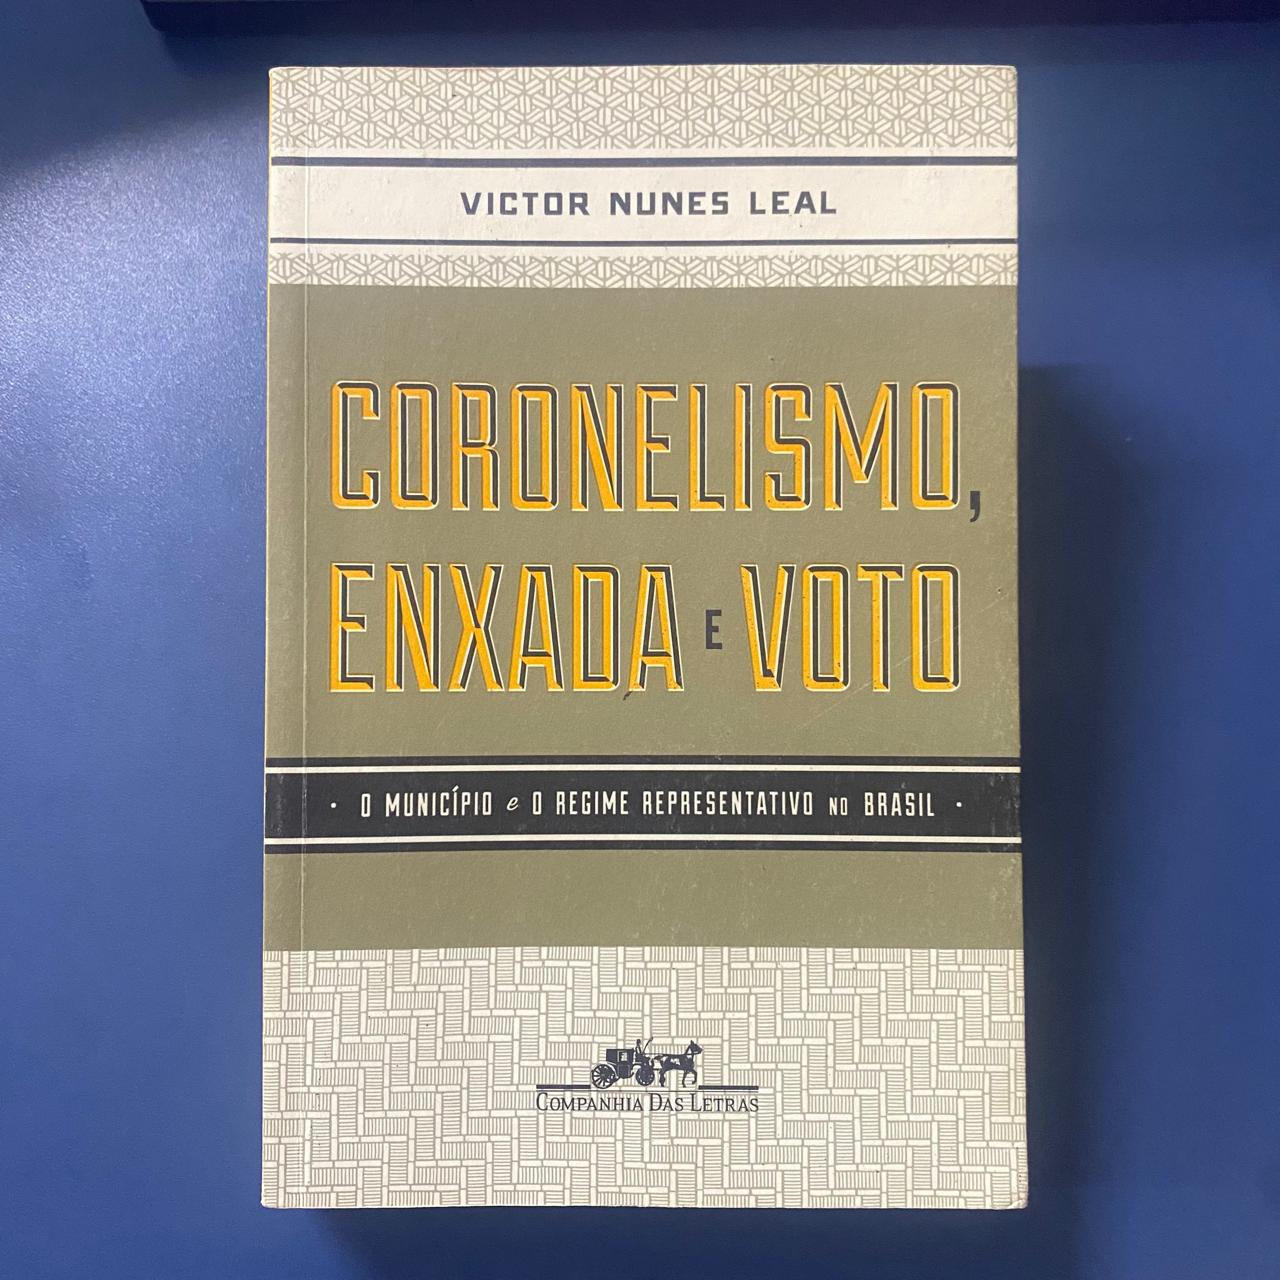 VICTOR NUNES LEAL
CORONELISMO,
ENXADA E VOTO
· O MUNICÍPIO e O REGIME REPRESENTATIVO NO BRASIL ·
COMPANHIA DAS LETRAS